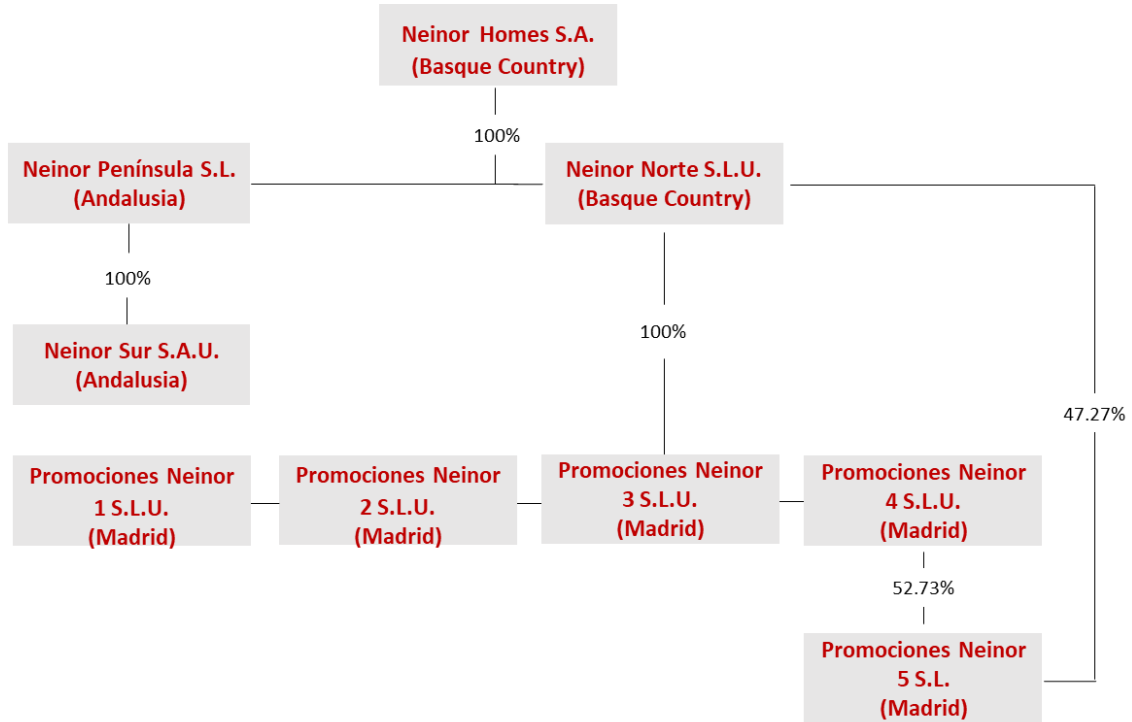 Neinor Homes S.A.
(Basque Country)
100%
Neinor Península S.L.
(Andalusia)
Neinor Norte S.L.U.
(Basque Country)
100%
100%
Neinor Sur S.A.U.
(Andalusia)
47.27%
Promociones Neinor
1 S.L.U.
(Madrid)
Promociones Neinor
2 S.L.U.
(Madrid)
Promociones Neinor
3 S.L.U.
(Madrid)
Promociones Neinor
4 S.L.U.
(Madrid)
52.73%
Promociones Neinor
5 S.L.
(Madrid)